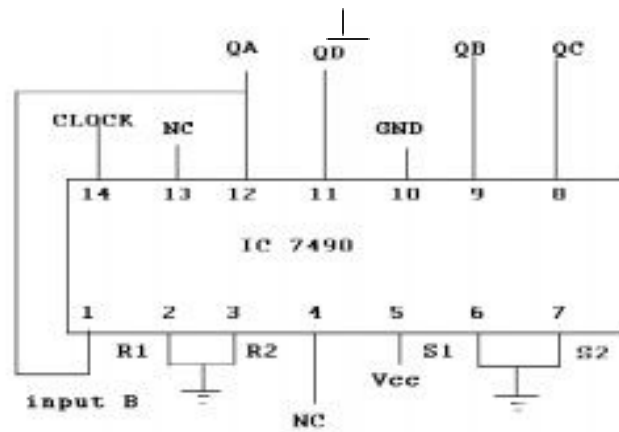 QA QD QB QC
CLOCK NC GND
14 13 12 11 10 9 8
IC 7490
1 2 3 4 5 6 7
R1 R2 S1 S2
Vcc
input B
NC